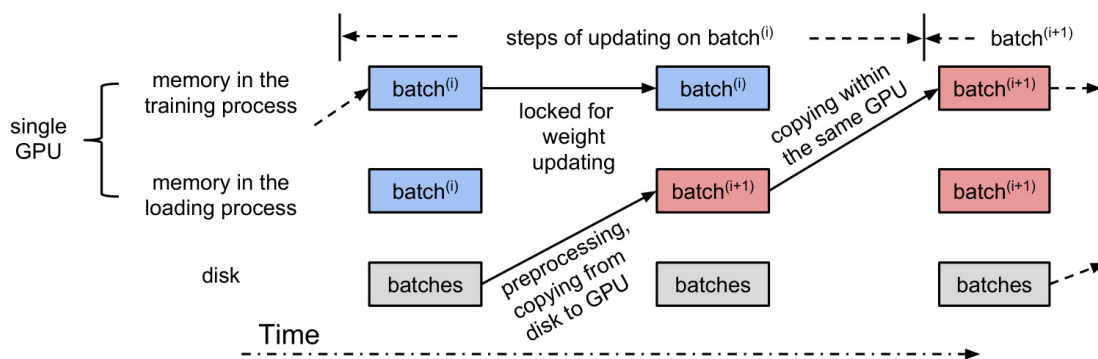 steps of updating on batch⁽ⁱ⁾
batch⁽ⁱ⁺¹⁾
single
GPU
memory in the
training process
batch⁽ⁱ⁾
locked for
weight
updating
batch⁽ⁱ⁾
copying within
the same GPU
batch⁽ⁱ⁺¹⁾
memory in the
loading process
batch⁽ⁱ⁾
batch⁽ⁱ⁺¹⁾
batch⁽ⁱ⁺¹⁾
disk
batches
preprocessing,
copying from
disk to GPU
batches
batches
Time